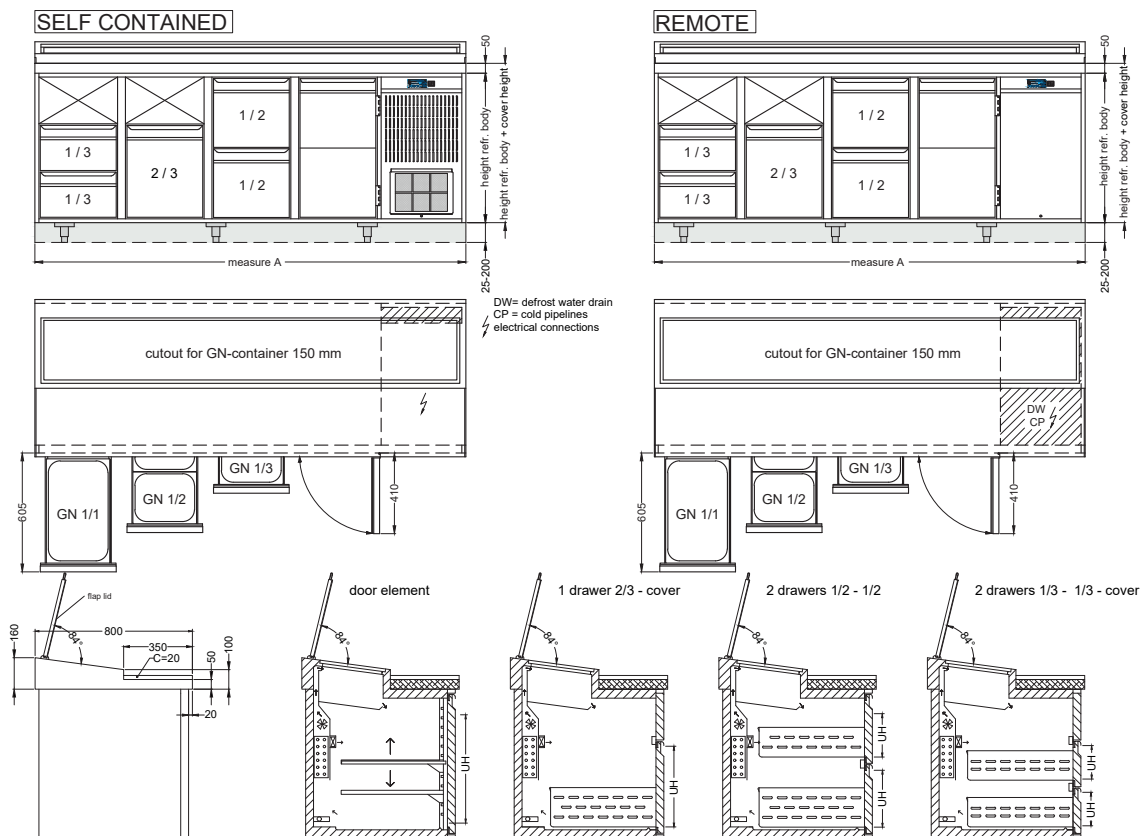 SELF CONTAINED
REMOTE
50
height refr. body
height refr. body + cover height
25-200
1 / 3
1 / 3
2 / 3
1 / 2
1 / 2
measure A
50
height refr. body
height refr. body + cover height
25-200
1 / 3
1 / 3
2 / 3
1 / 2
1 / 2
measure A
DW= defrost water drain
CP = cold pipelines
electrical connections
cutout for GN-container 150 mm
cutout for GN-container 150 mm
DW
CP
605
GN 1/1
GN 1/2
GN 1/3
410
605
GN 1/1
GN 1/2
GN 1/3
410
door element
1 drawer 2/3 - cover
2 drawers 1/2 - 1/2
2 drawers 1/3 - 1/3 - cover
flap lid
160
800
84°
350
C=20
50
100
20
84°
UH
84°
UH
84°
UH
UH
84°
UH
UH